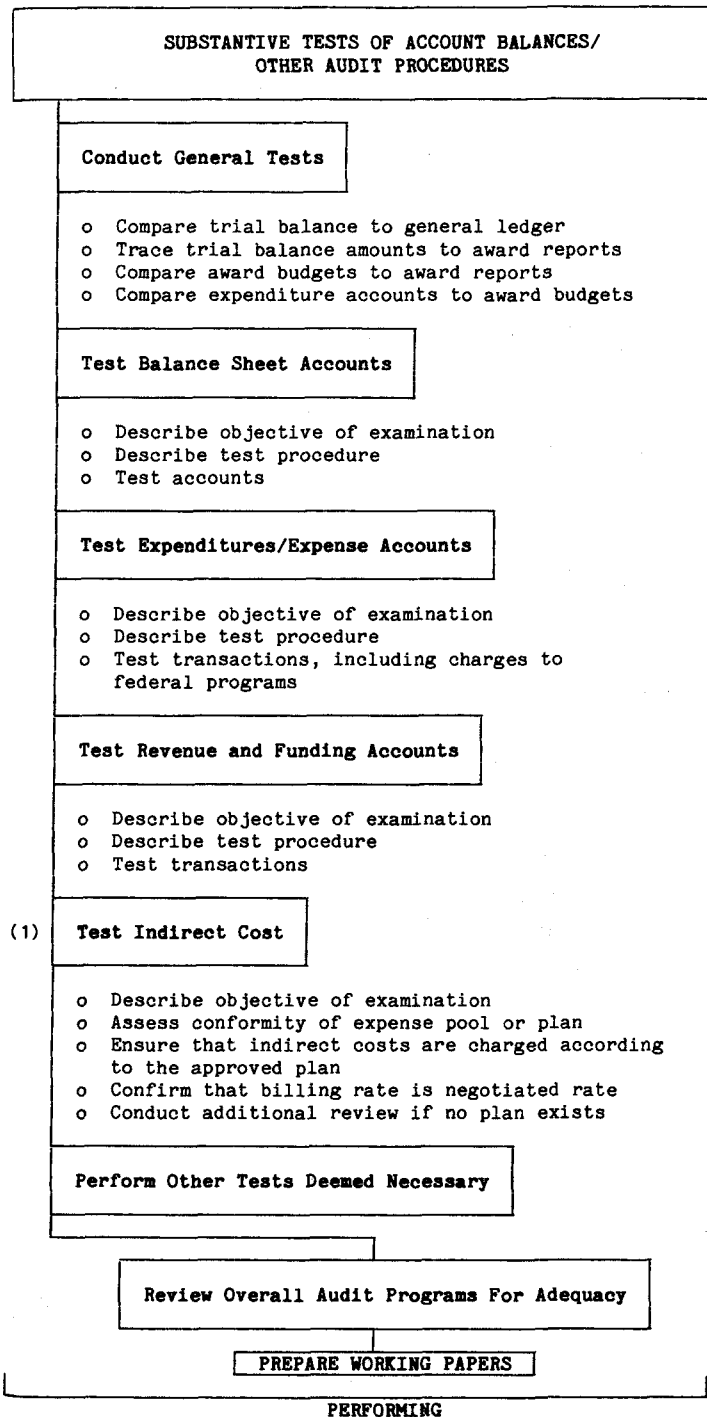 SUBSTANTIVE TESTS OF ACCOUNT BALANCES/
OTHER AUDIT PROCEDURES
Conduct General Tests
o Compare trial balance to general ledger
o Trace trial balance amounts to award reports
o Compare award budgets to award reports
o Compare expenditure accounts to award budgets
Test Balance Sheet Accounts
o Describe objective of examination
o Describe test procedure
o Test accounts
Test Expenditures/Expense Accounts
o Describe objective of examination
o Describe test procedure
o Test transactions, including charges to
federal programs
Test Revenue and Funding Accounts
o Describe objective of examination
o Describe test procedure
o Test transactions
(1) Test Indirect Cost
o Describe objective of examination
o Assess conformity of expense pool or plan
o Ensure that indirect costs are charged according
to the approved plan
o Confirm that billing rate is negotiated rate
o Conduct additional review if no plan exists
Perform Other Tests Deemed Necessary
Review Overall Audit Programs For Adequacy
PREPARE WORKING PAPERS
PERFORMING